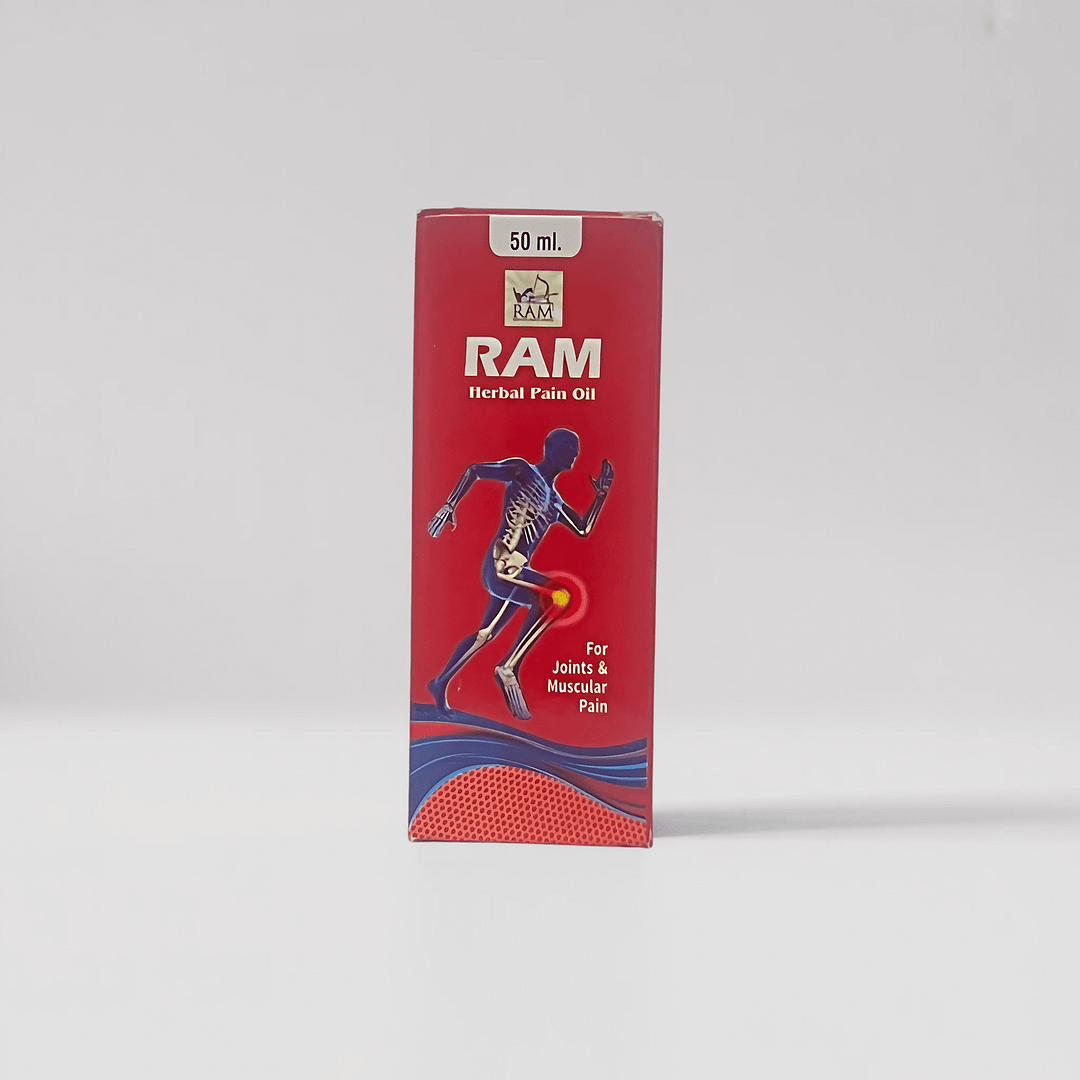 50 ml.
RAM
RAM
Herbal Pain Oil
For
Joints &
Muscular
Pain